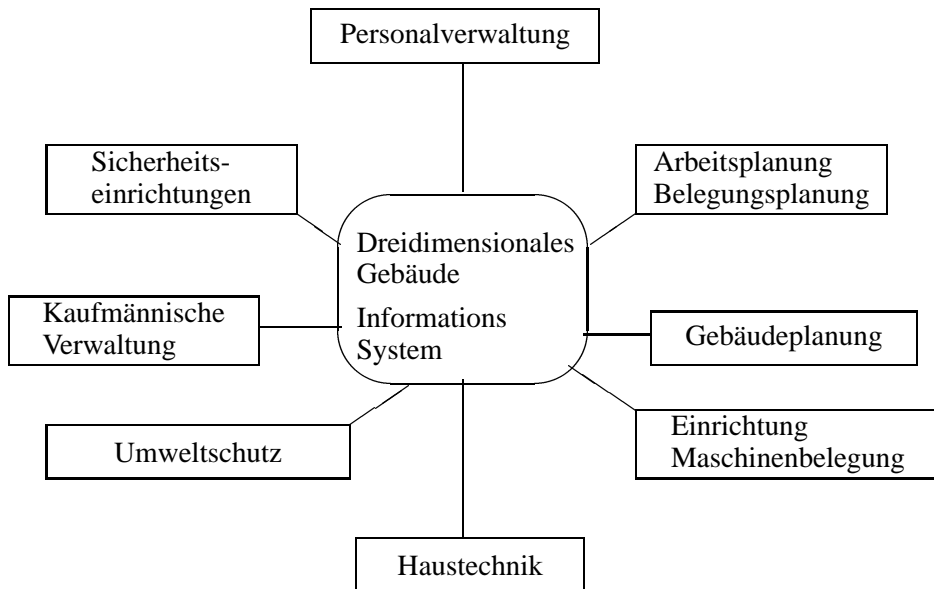 Personalverwaltung
Sicherheits-
einrichtungen
Arbeitsplanung
Belegungsplanung
Dreidimensionales
Gebäude
Informations
System
Kaufmännische
Verwaltung
Gebäudeplanung
Umweltschutz
Einrichtung
Maschinenbelegung
Haustechnik